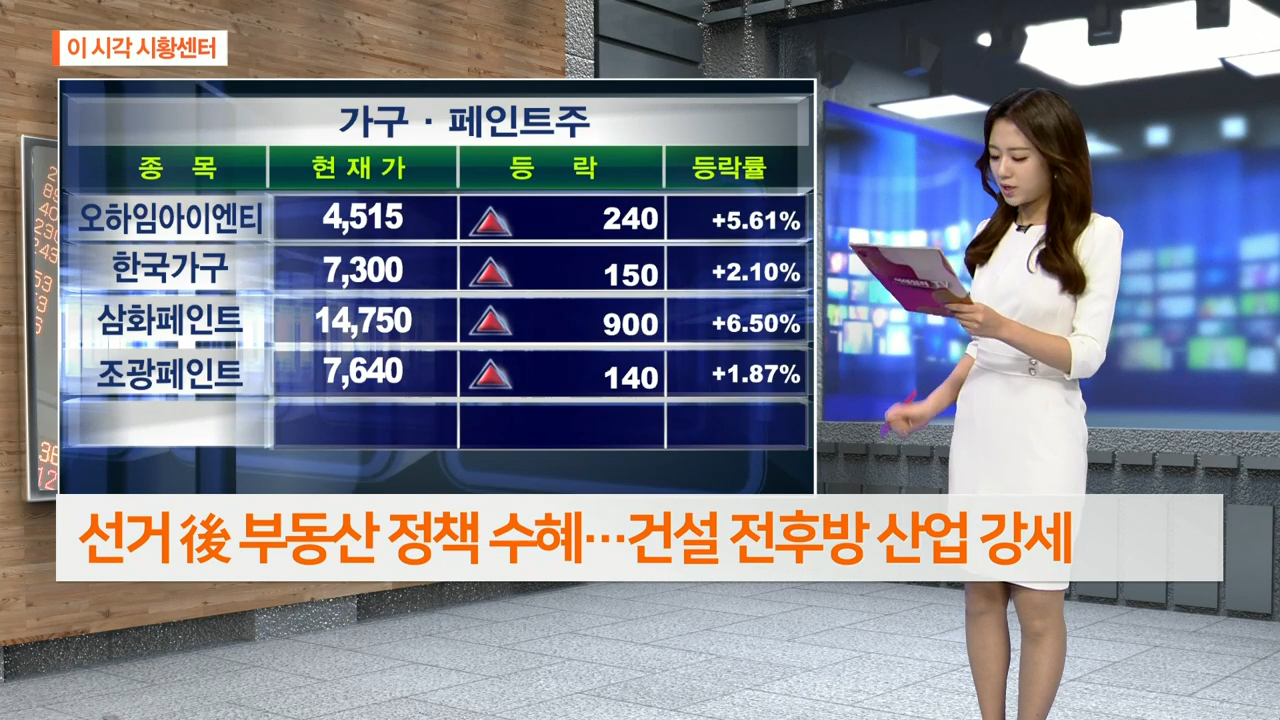 이 시각 시황센터
가구 · 페인트주
종 목 현 재 가 등 락 등락률
오하임아이엔티 4,515 ▲ 240 +5.61%
한국가구 7,300 ▲ 150 +2.10%
삼화페인트 14,750 ▲ 900 +6.50%
조광페인트 7,640 ▲ 140 +1.87%
선거 後 부동산 정책 수혜…건설 전후방 산업 강세